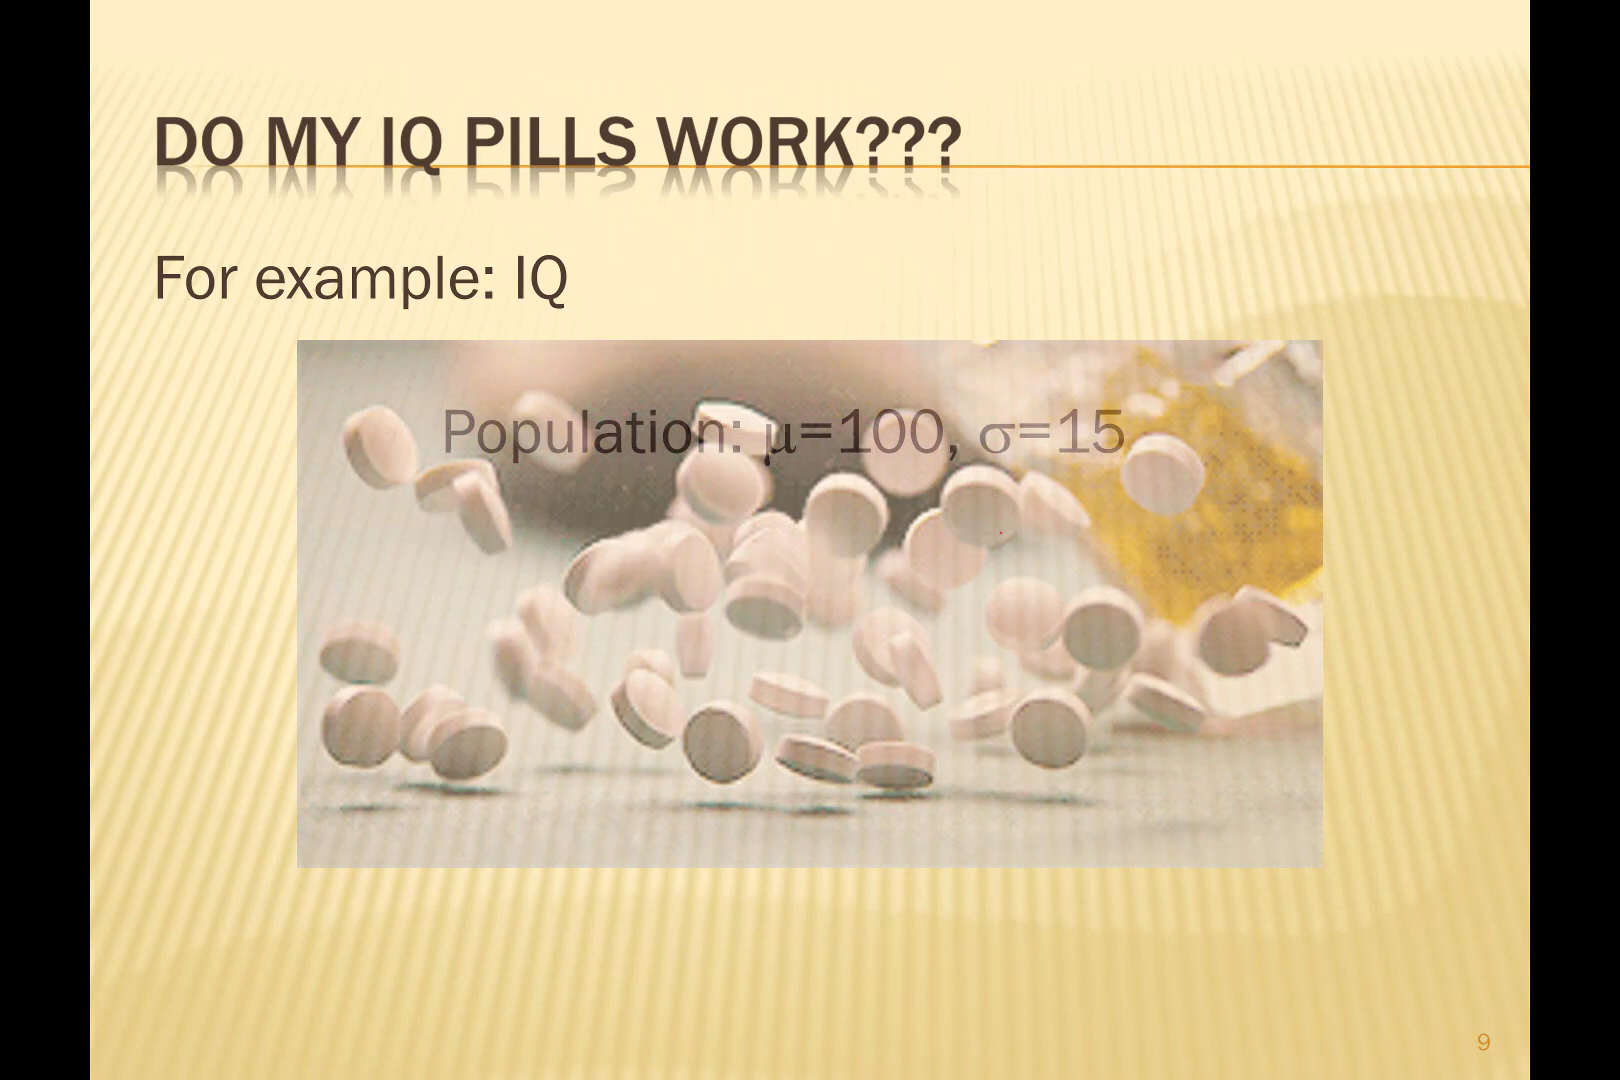 DO MY IQ PILLS WORK???
For example: IQ
Population: μ=100, σ=15
9